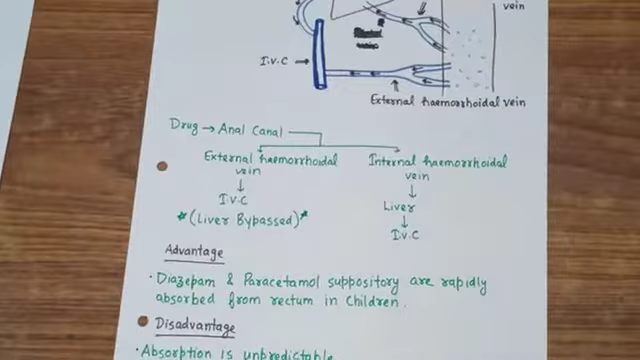 vein
I.V.C →
External haemorrhoidal vein
Drug → Anal Canal
External haemorrhoidal vein
Internal haemorrhoidal vein
↓
↓
I.V.C
Liver
*(Liver Bypassed)*
↓
I.V.C
Advantage
· Diazepam & Paracetamol suppository are rapidly
absorbed from rectum in children.
Disadvantage
· Absorption is unpredictable